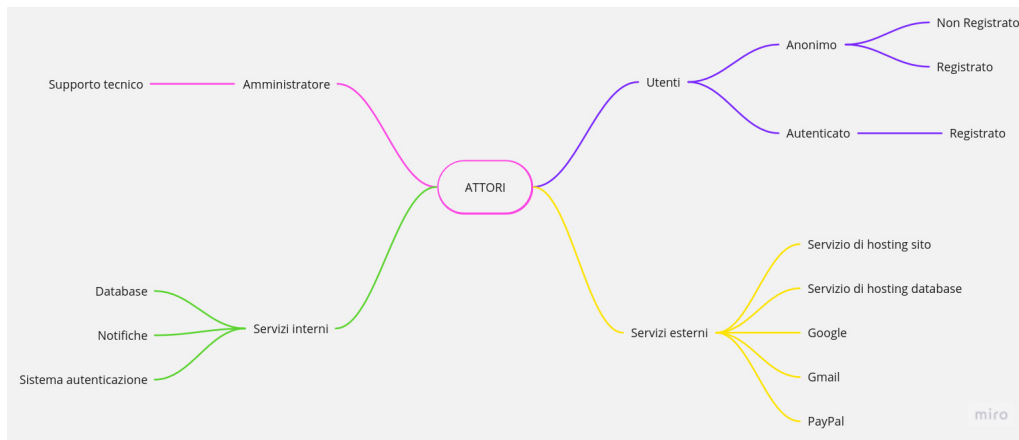 ATTORI
Amministratore
Supporto tecnico
Servizi interni
Database
Notifiche
Sistema autenticazione
Utenti
Anonimo
Non Registrato
Registrato
Autenticato
Registrato
Servizi esterni
Servizio di hosting sito
Servizio di hosting database
Google
Gmail
PayPal
miro